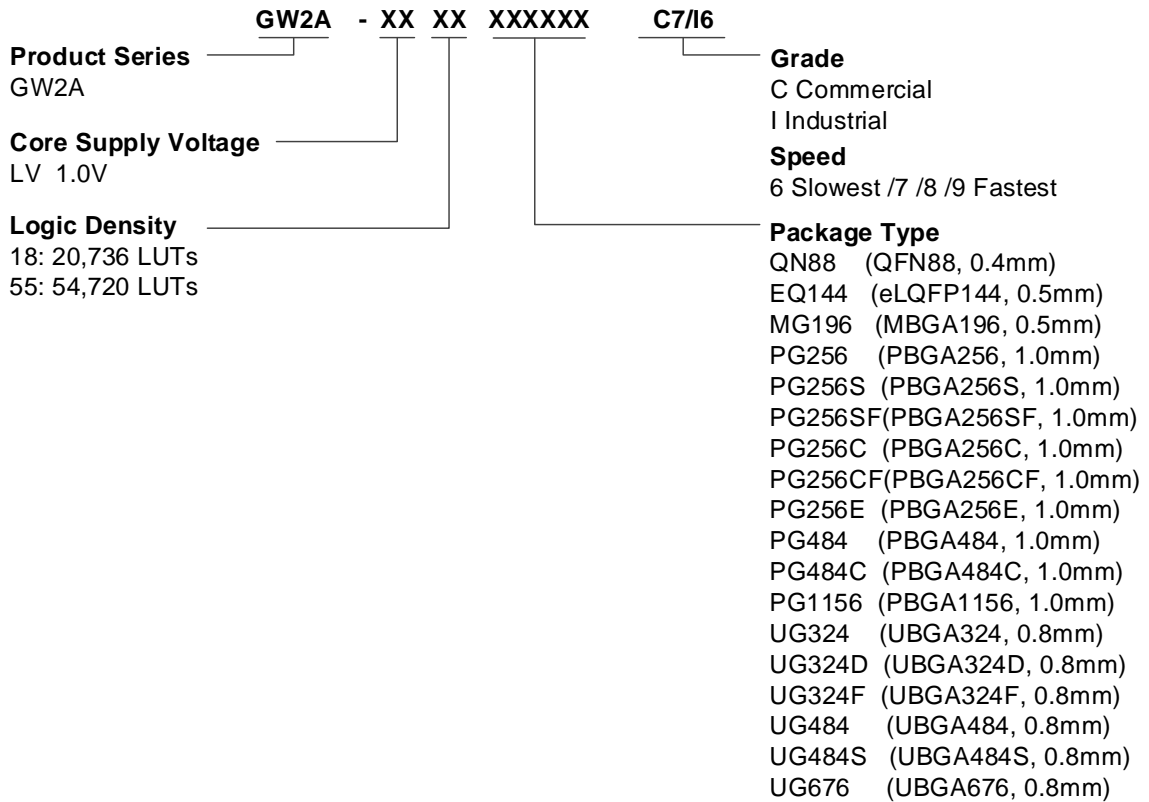 GW2A - XX XX XXXXXX C7/I6
Product Series
GW2A
Core Supply Voltage
LV 1.0V
Logic Density
18: 20,736 LUTs
55: 54,720 LUTs
Grade
C Commercial
I Industrial
Speed
6 Slowest /7 /8 /9 Fastest
Package Type
QN88 (QFN88, 0.4mm)
EQ144 (eLQFP144, 0.5mm)
MG196 (MBGA196, 0.5mm)
PG256 (PBGA256, 1.0mm)
PG256S (PBGA256S, 1.0mm)
PG256SF(PBGA256SF, 1.0mm)
PG256C (PBGA256C, 1.0mm)
PG256CF(PBGA256CF, 1.0mm)
PG256E (PBGA256E, 1.0mm)
PG484 (PBGA484, 1.0mm)
PG484C (PBGA484C, 1.0mm)
PG1156 (PBGA1156, 1.0mm)
UG324 (UBGA324, 0.8mm)
UG324D (UBGA324D, 0.8mm)
UG324F (UBGA324F, 0.8mm)
UG484 (UBGA484, 0.8mm)
UG484S (UBGA484S, 0.8mm)
UG676 (UBGA676, 0.8mm)